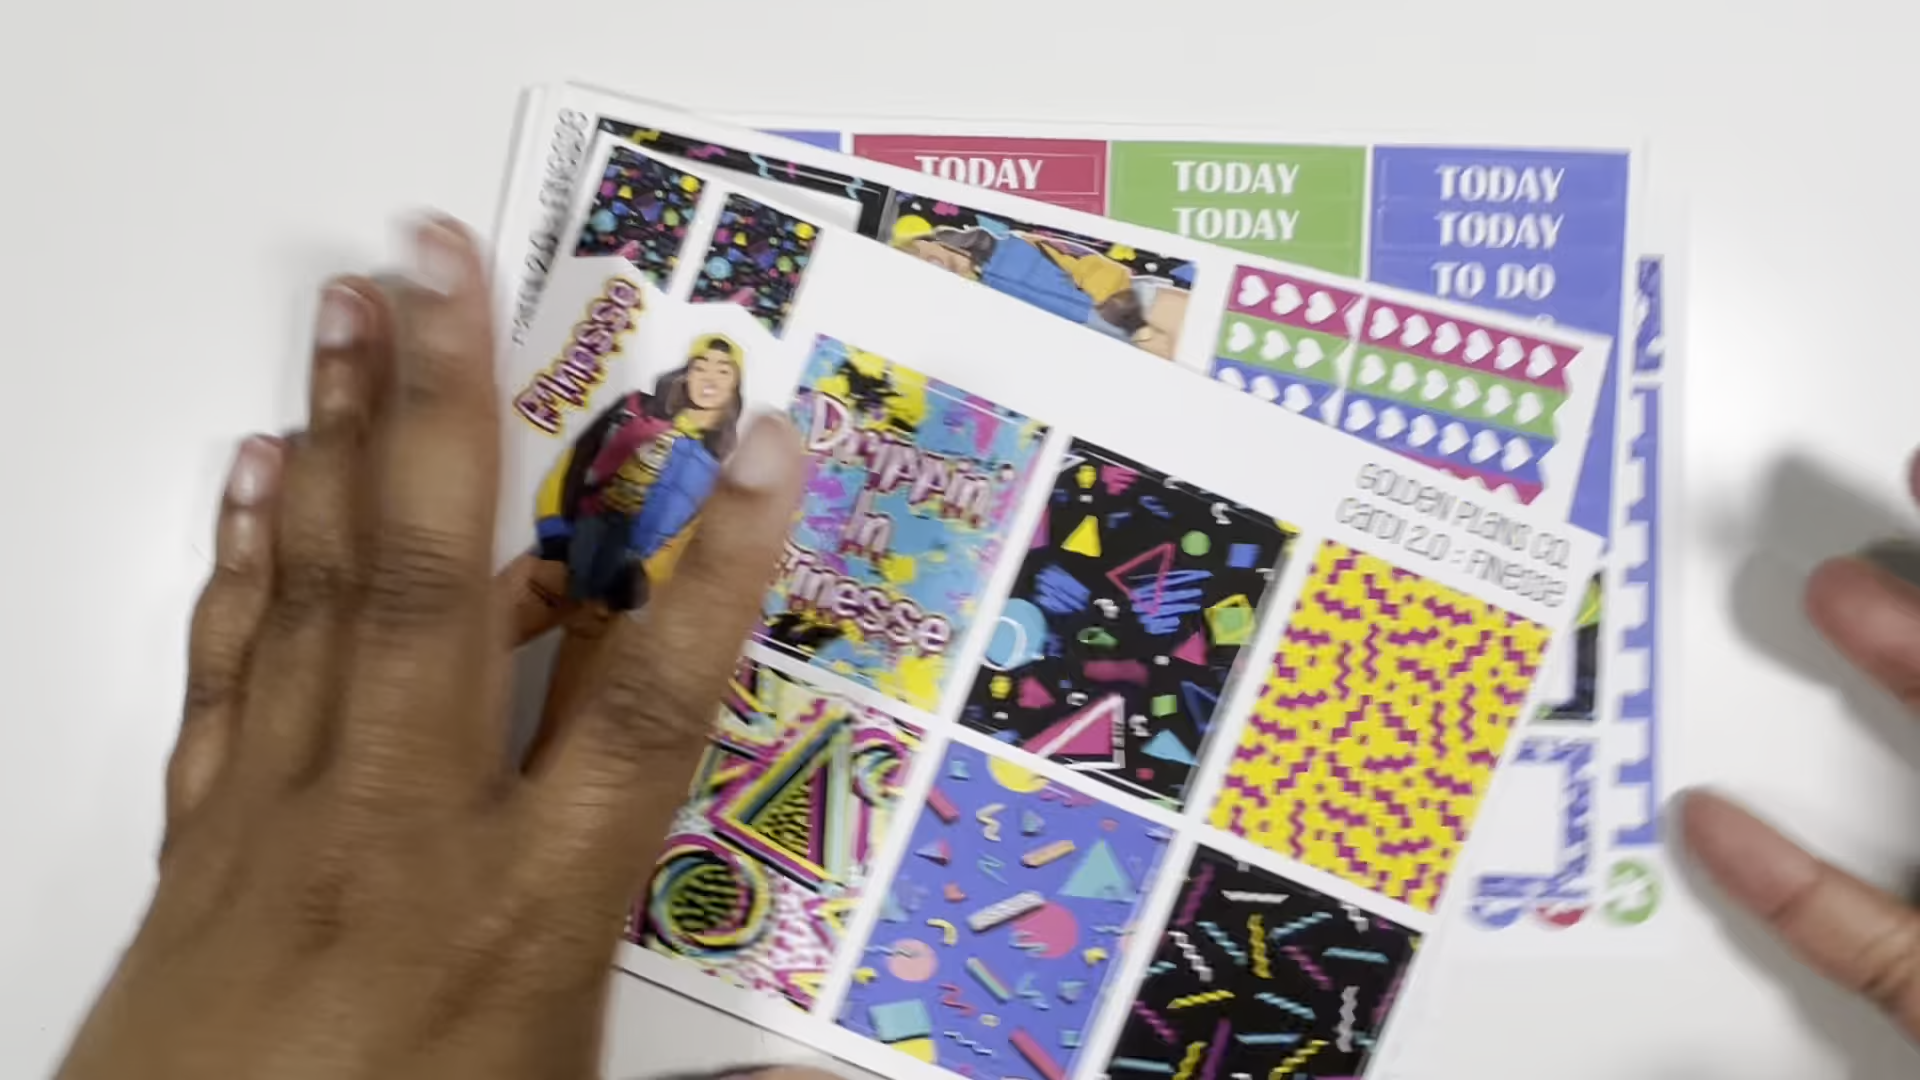 TODAY
TODAY
TODAY
TODAY
TODAY
TO DO
Finesse
GOLDEN PLANS CO.
CARDI 2.0 : FINESSE
Drippin'
In
Finesse